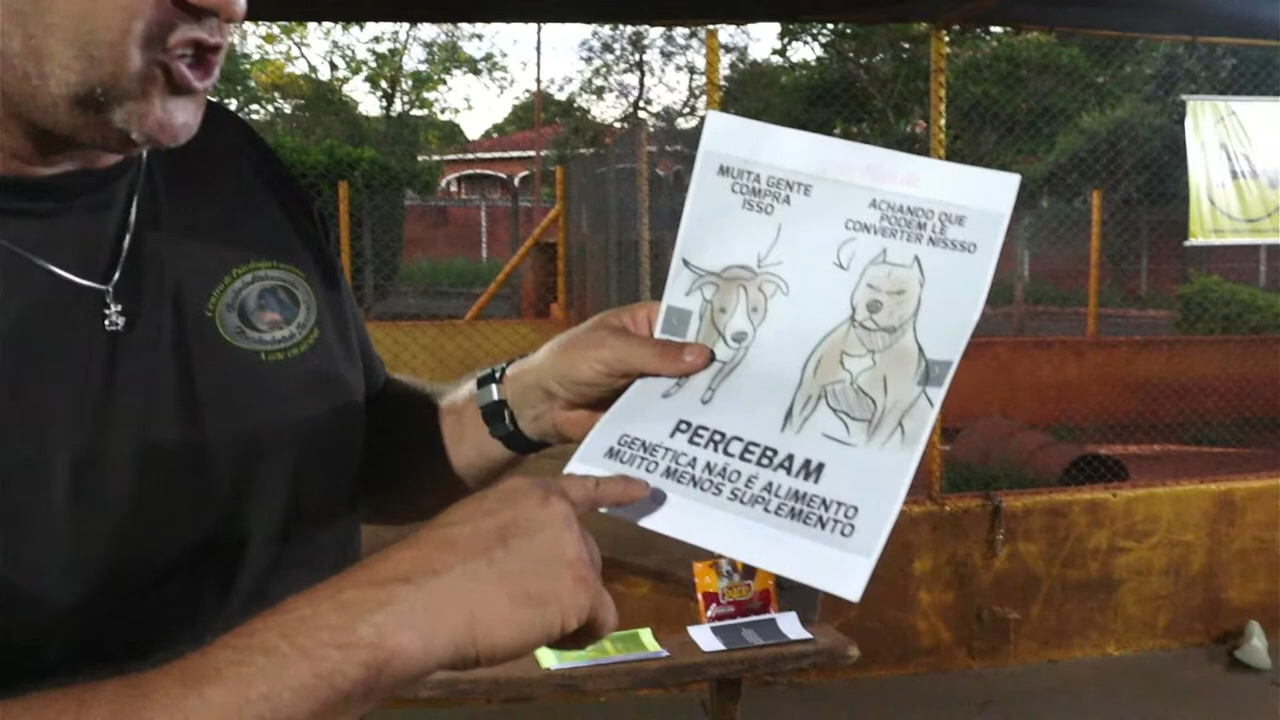 MUITA GENTE
COMPRA
ISSO
ACHANDO QUE
PODEM LE
CONVERTER NISSSO
PERCEBAM
GENÉTICA NÃO É ALIMENTO
MUITO MENOS SUPLEMENTO